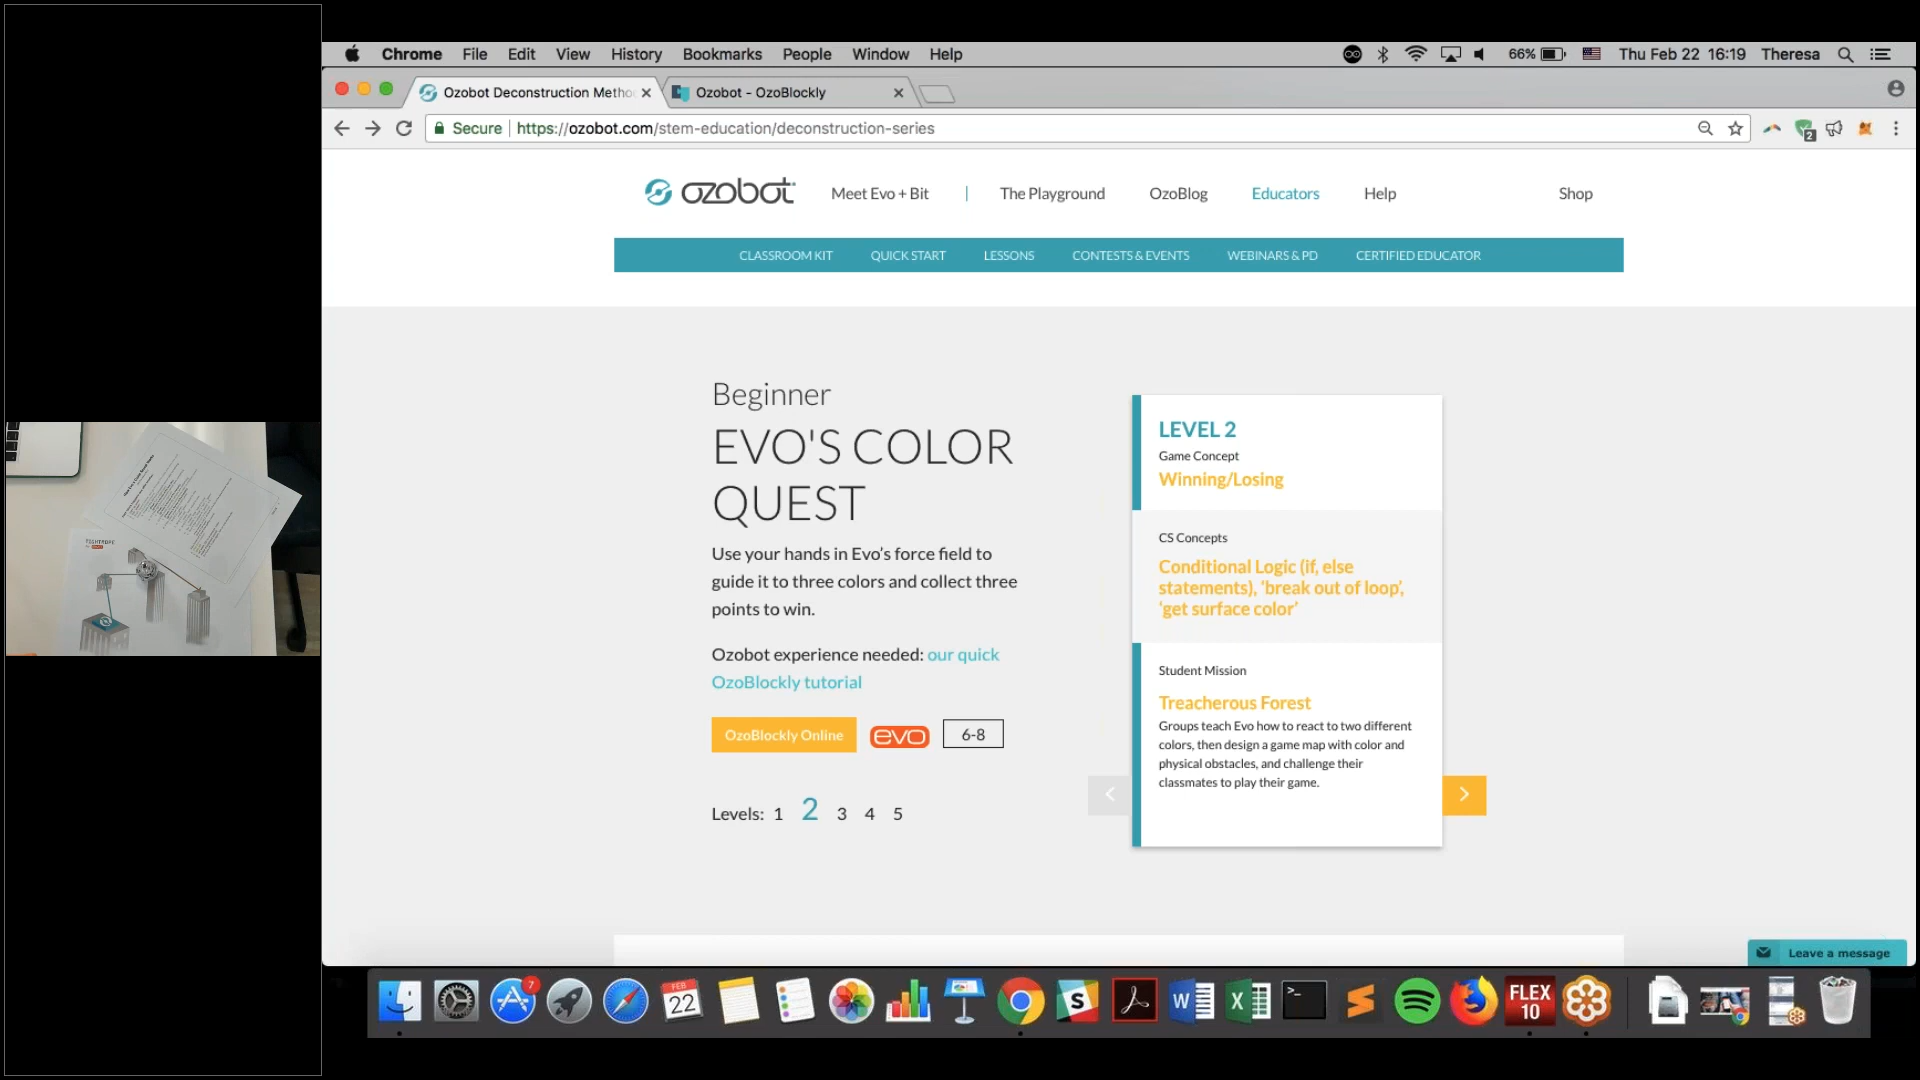 Chrome File Edit View History Bookmarks People Window Help
66% Thu Feb 22 16:19 Theresa
Ozobot Deconstruction Metho
Ozobot - OzoBlockly
Secure https://ozobot.com/stem-education/deconstruction-series
2
ozobot
Meet Evo + Bit | The Playground OzoBlog Educators Help Shop
CLASSROOM KIT QUICK START LESSONS CONTESTS & EVENTS WEBINARS & PD CERTIFIED EDUCATOR
Beginner
EVO'S COLOR
QUEST
Use your hands in Evo's force field to
guide it to three colors and collect three
points to win.
Ozobot experience needed: our quick
OzoBlockly tutorial
OzoBlockly Online evo 6-8
Levels: 1 2 3 4 5
LEVEL 2
Game Concept
Winning/Losing
CS Concepts
Conditional Logic (if, else
statements), 'break out of loop',
'get surface color'
Student Mission
Treacherous Forest
Groups teach Evo how to react to two different
colors, then design a game map with color and
physical obstacles, and challenge their
classmates to play their game.
Leave a message
7
FEB
22
S
W
X
FLEX
10